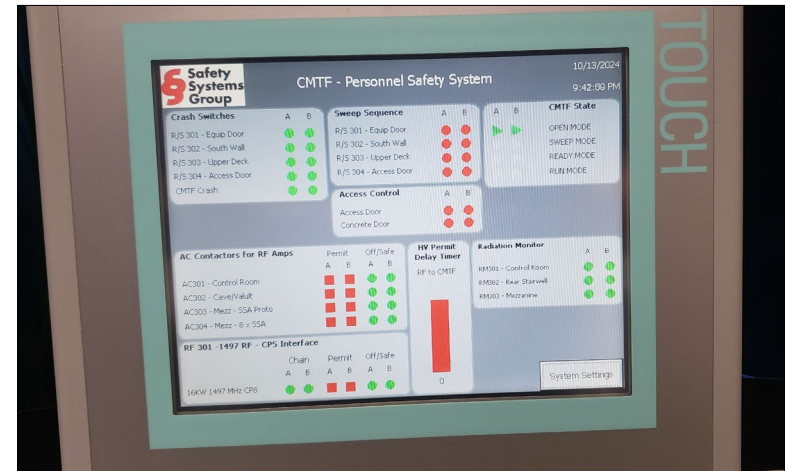 TOUCH
Safety
Systems
Group
CMTF - Personnel Safety System
10/13/2024
9:42:09 PM
Crash Switches A B
R/S 301 - Equip Door
R/S 302 - South Wall
R/S 303 - Upper Deck
R/S 304 - Access Door
CMTF Crash
Sweep Sequence A B
R/S 301 - Equip Door
R/S 302 - South Wall
R/S 303 - Upper Deck
R/S 304 - Access Door
A B CMTF State
OPEN MODE
SWEEP MODE
READY MODE
RUN MODE
Access Control A B
Access Door
Concrete Door
AC Contactors for RF Amps Permit Off/Safe
A B A B
AC301 - Control Room
AC302 - Cave/Valult
AC303 - Mezz - SSA Proto
AC304 - Mezz - 8 x SSA
HV Permit
Delay Timer
RF to CMTF
0
Radiation Monitor A B
RM301 - Control Room
RM302 - Rear Stairwell
RM303 - Mezzanine
RF 301 -1497 RF - CPS Interface
Chain Permit Off/Safe
A B A B A B
16KW 1497 MHz CPS
System Settings